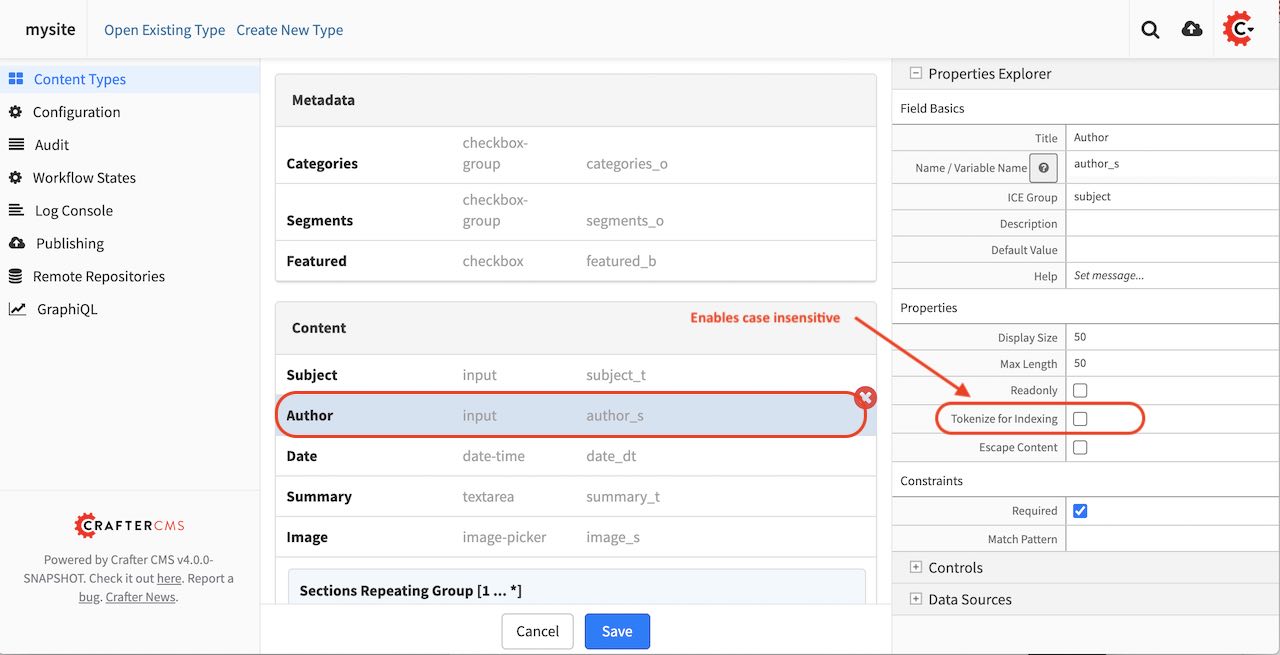 mysite
Open Existing Type
Create New Type
Content Types
Configuration
Audit
Workflow States
Log Console
Publishing
Remote Repositories
GraphiQL
CRAFTERCMS
Powered by Crafter CMS v4.0.0-
SNAPSHOT. Check it out here. Report a
bug. Crafter News.
Metadata
Categories checkbox-group categories_o
Segments checkbox-group segments_o
Featured checkbox featured_b
Content
Enables case insensitive
Subject input subject_t
Author input author_s
Date date-time date_dt
Summary textarea summary_t
Image image-picker image_s
Sections Repeating Group [1 ... *]
Cancel Save
Properties Explorer
Field Basics
Title Author
Name / Variable Name ? author_s
ICE Group subject
Description
Default Value
Help Set message...
Properties
Display Size 50
Max Length 50
Readonly
Tokenize for Indexing
Escape Content
Constraints
Required
Match Pattern
Controls
Data Sources